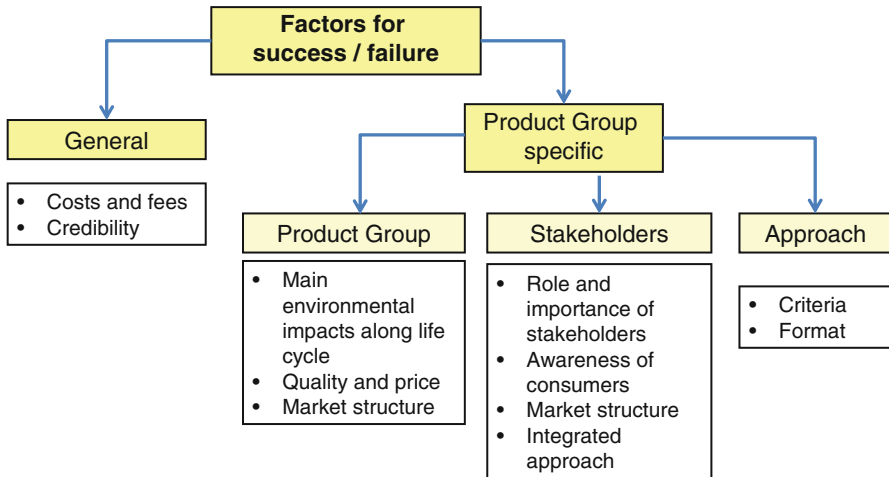 Factors for
success / failure
General
• Costs and fees
• Credibility
Product Group
specific
Product Group
• Main
environmental
impacts along life
cycle
• Quality and price
• Market structure
Stakeholders
• Role and
importance of
stakeholders
• Awareness of
consumers
• Market structure
• Integrated
approach
Approach
• Criteria
• Format